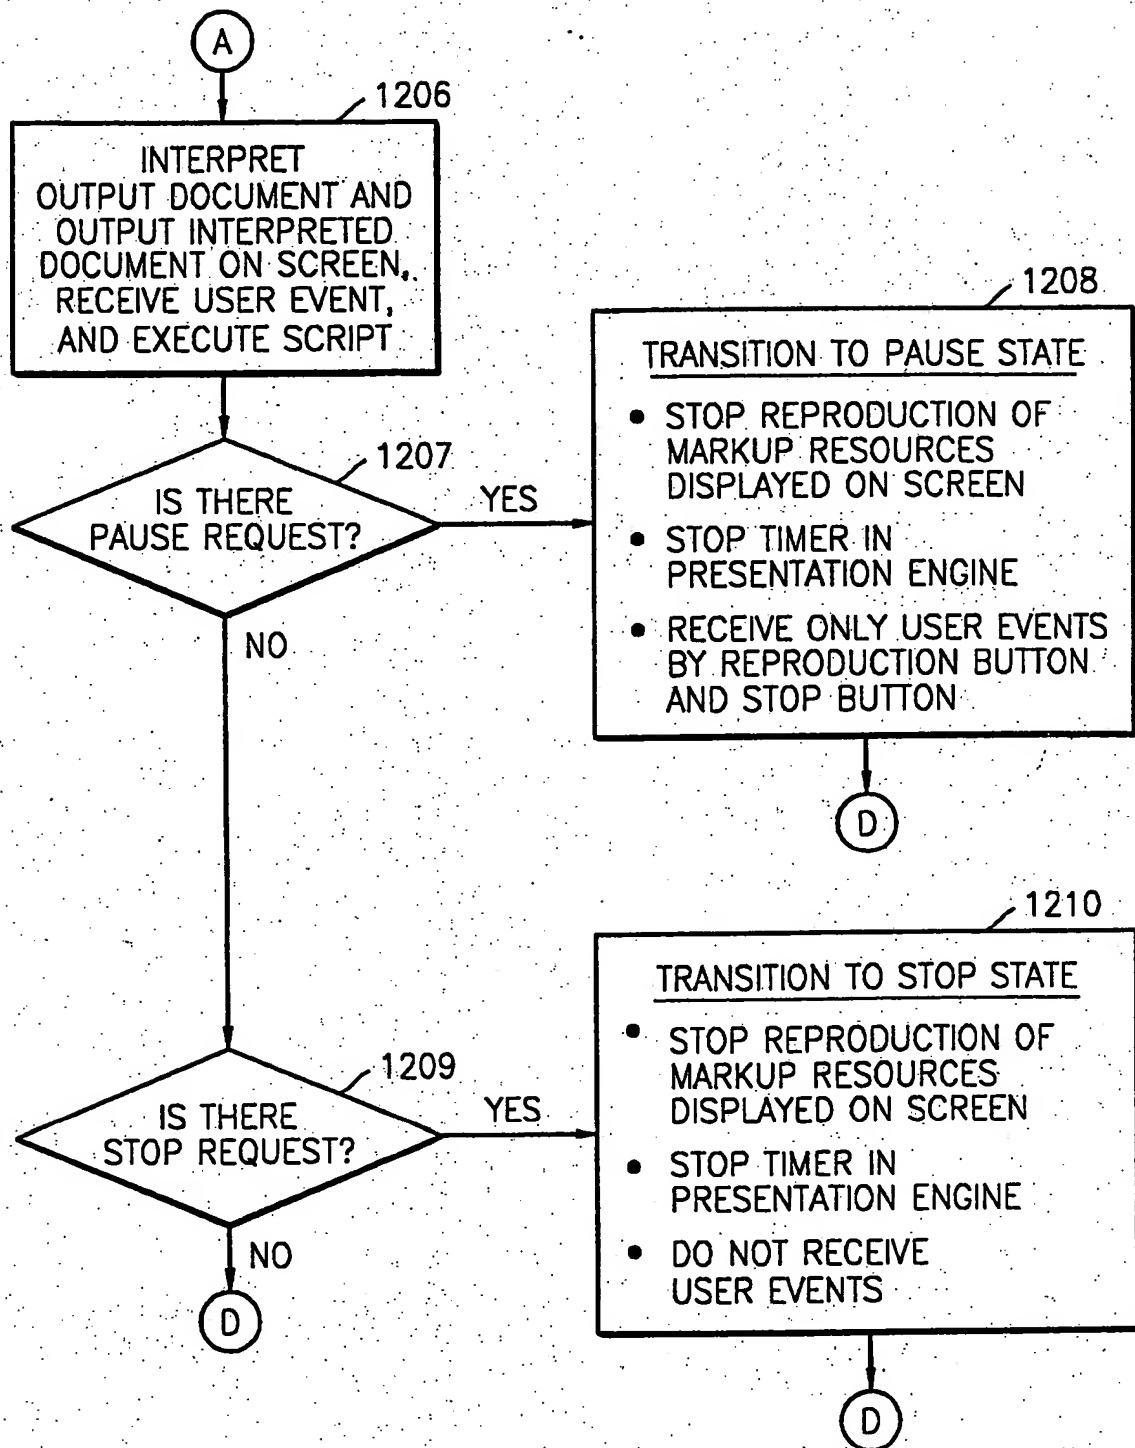 A
1206
INTERPRET
OUTPUT DOCUMENT AND
OUTPUT INTERPRETED
DOCUMENT ON SCREEN,
RECEIVE USER EVENT,
AND EXECUTE SCRIPT
1207
IS THERE
PAUSE REQUEST?
YES
NO
1208
TRANSITION TO PAUSE STATE
• STOP REPRODUCTION OF
MARKUP RESOURCES
DISPLAYED ON SCREEN
• STOP TIMER IN
PRESENTATION ENGINE
• RECEIVE ONLY USER EVENTS
BY REPRODUCTION BUTTON
AND STOP BUTTON
D
1209
IS THERE
STOP REQUEST?
YES
NO
D
1210
TRANSITION TO STOP STATE
• STOP REPRODUCTION OF
MARKUP RESOURCES
DISPLAYED ON SCREEN
• STOP TIMER IN
PRESENTATION ENGINE
• DO NOT RECEIVE
USER EVENTS
D